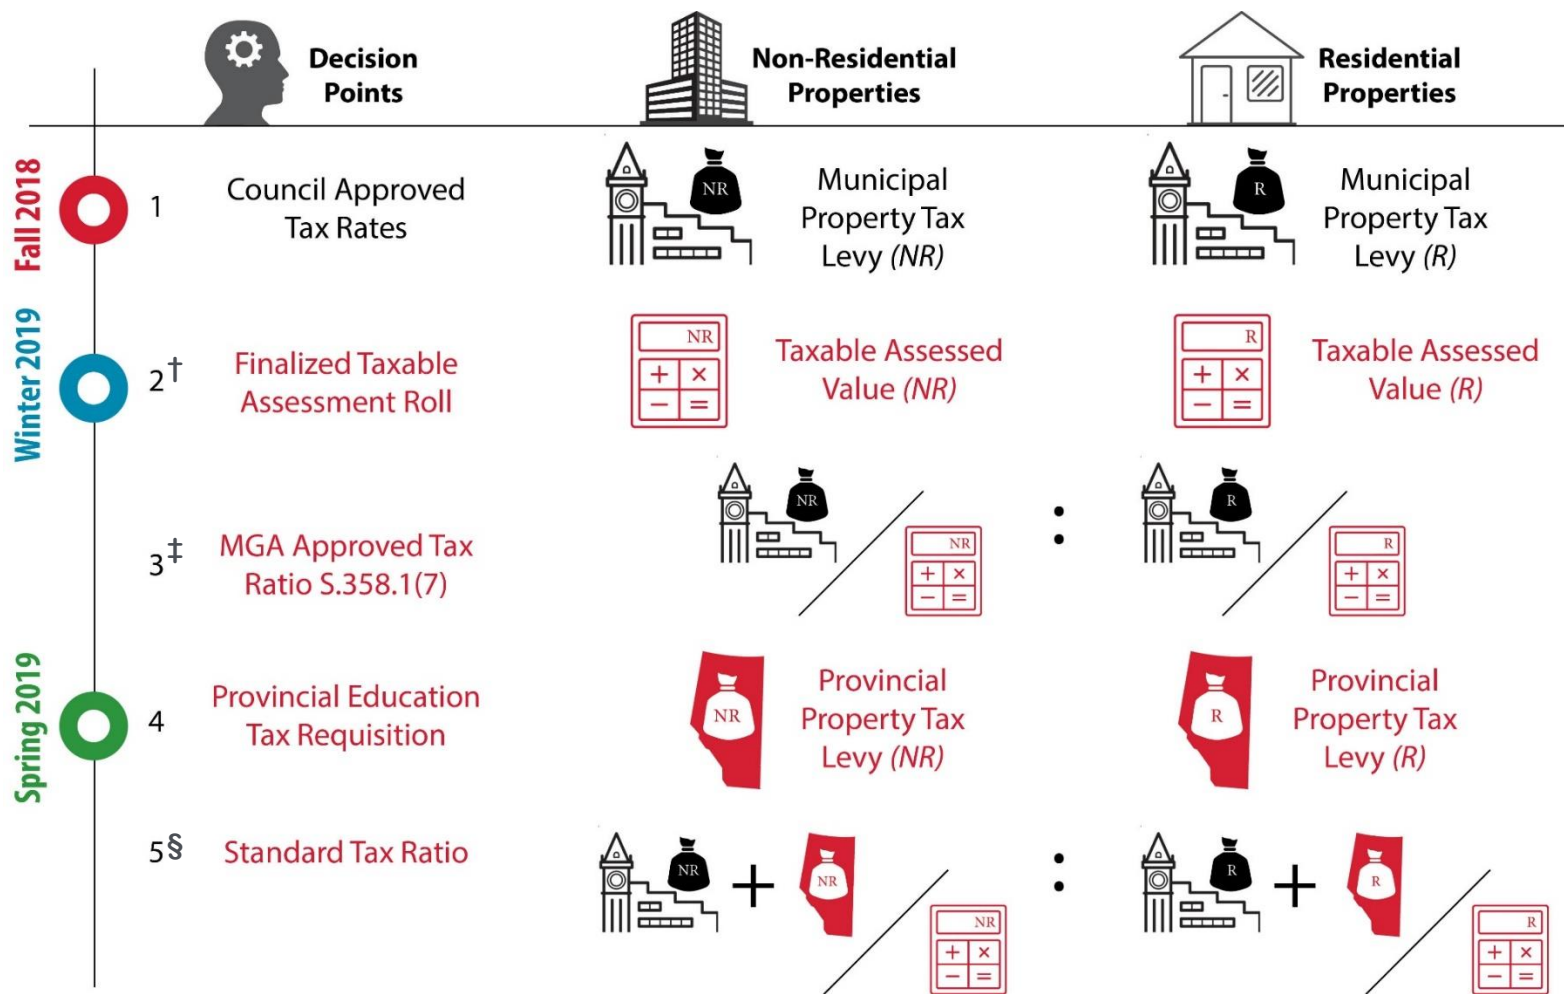 Decision
Points
Non-Residential
Properties
Residential
Properties
Fall 2018
1
Council Approved
Tax Rates
NR
Municipal
Property Tax
Levy (NR)
R
Municipal
Property Tax
Levy (R)
Winter 2019
2†
Finalized Taxable
Assessment Roll
NR
+ ×
− =
Taxable Assessed
Value (NR)
R
+ ×
− =
Taxable Assessed
Value (R)
3‡
MGA Approved Tax
Ratio S.358.1(7)
NR
/
NR
+ ×
− =
:
R
/
R
+ ×
− =
Spring 2019
4
Provincial Education
Tax Requisition
NR
Provincial
Property Tax
Levy (NR)
R
Provincial
Property Tax
Levy (R)
5§
Standard Tax Ratio
NR
+
NR
/
NR
+ ×
− =
:
R
+
R
/
R
+ ×
− =